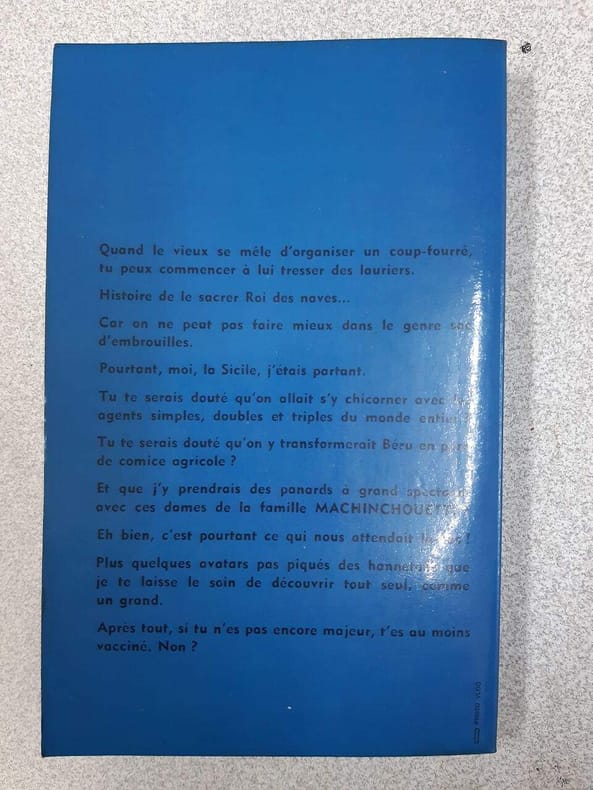 Quand le vieux se mêle d'organiser un coup-fourré,
tu peux commencer à lui tresser des lauriers.
Histoire de le sacrer Roi des naves...
Car on ne peut pas faire mieux dans le genre sac
d'embrouilles.
Pourtant, moi, la Sicile, j'étais partant.
Tu te serais douté qu'on allait s'y chicorner avec
agents simples, doubles et triples du monde entier ?
Tu te serais douté qu'on y transformerait Béru en
de comice agricole ?
Et que j'y prendrais des panards à grand spectacle
avec ces dames de la famille
Eh bien, c'est pourtant ce qui nous attendait !
Plus quelques avatars pas piqués des hannetons que
je te laisse le soin de découvrir tout seul, comme
un grand.
Après tout, si tu n'es pas encore majeur, t'es au moins
vacciné. Non ?
PHOTO VLOO